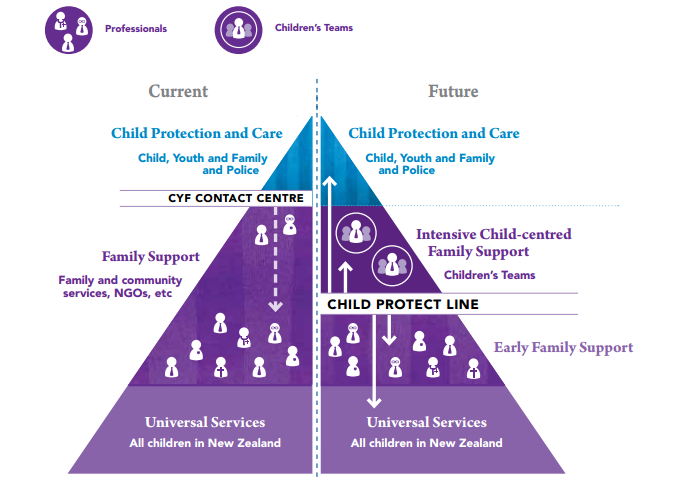 Professionals
Children's Teams
Current
Future
Child Protection and Care
Child, Youth and Family
and Police
CYF CONTACT CENTRE
Family Support
Family and community
services, NGOs, etc
Universal Services
All children in New Zealand
Child Protection and Care
Child, Youth and Family
and Police
Intensive Child-centred
Family Support
Children's Teams
CHILD PROTECT LINE
Early Family Support
Universal Services
All children in New Zealand